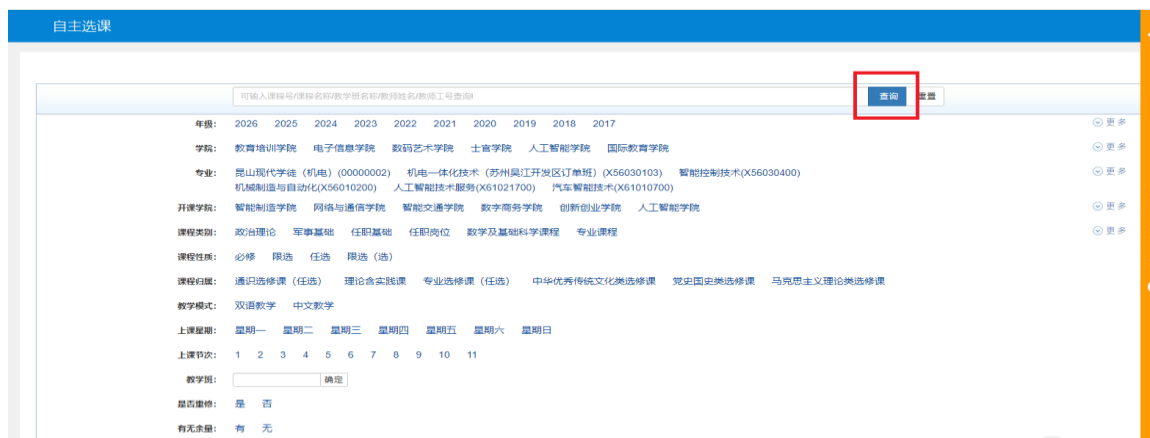 自主选课
可输入课程号/课程名称/教学班名称/教师姓名/教师工号查询!
查询 重置
年级: 2026 2025 2024 2023 2022 2021 2020 2019 2018 2017 更多
学院: 教育培训学院 电子信息学院 数码艺术学院 士官学院 人工智能学院 国际教育学院 更多
专业: 昆山现代学徒（机电）(00000002) 机电一体化技术（苏州吴江开发区订单班）(X56030103) 智能控制技术(X56030400) 更多
机械制造与自动化(X56010200) 人工智能技术服务(X61021700) 汽车智能技术(X61010700)
开课学院: 智能制造学院 网络与通信学院 智能交通学院 数字商务学院 创新创业学院 人工智能学院 更多
课程类别: 政治理论 军事基础 任职基础 任职岗位 数学及基础科学课程 专业课程 更多
课程性质: 必修 限选 任选 限选（选）
课程归属: 通识选修课（任选） 理论含实践课 专业选修课（任选） 中华优秀传统文化类选修课 党史国史类选修课 马克思主义理论类选修课
教学模式: 双语教学 中文教学
上课星期: 星期一 星期二 星期三 星期四 星期五 星期六 星期日
上课节次: 1 2 3 4 5 6 7 8 9 10 11
教学班: 确定
是否重修: 是 否
有无余量: 有 无